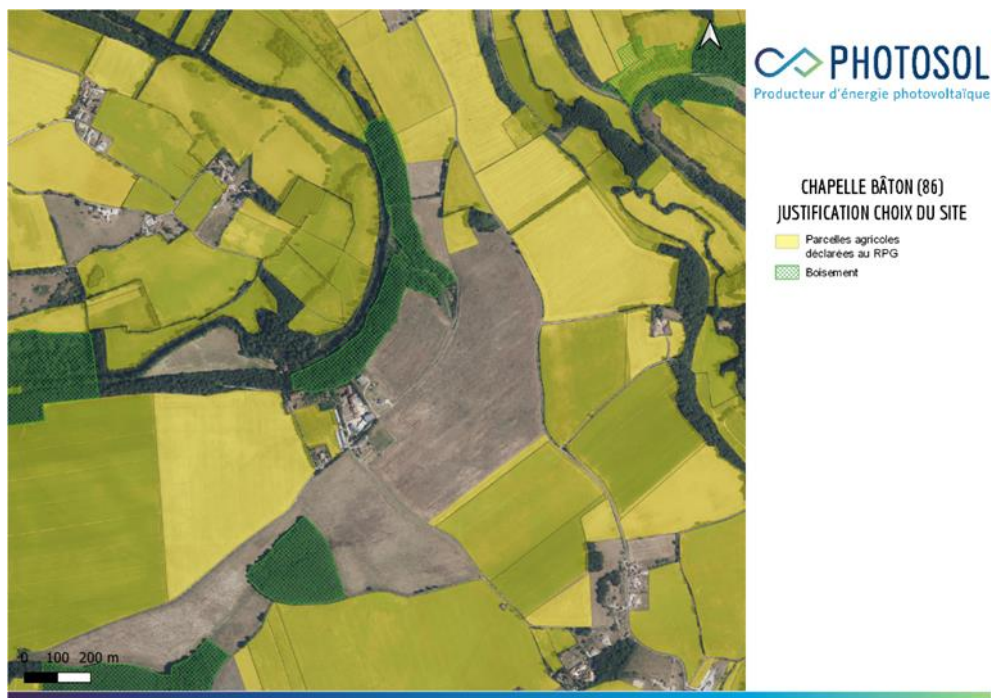 PHOTOSOL
Producteur d'énergie photovoltaïque
CHAPELLE BÂTON (86)
JUSTIFICATION CHOIX DU SITE
Parcelles agricoles
déclarées au RPG
Boisement
0 100 200 m